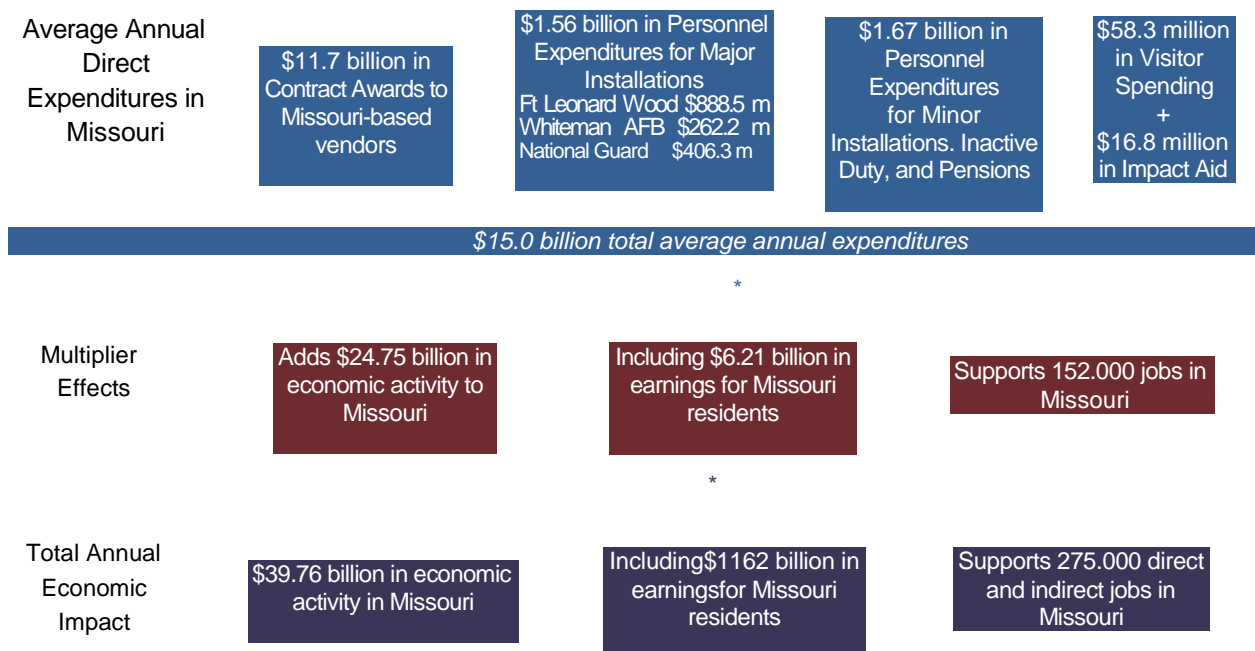 Average Annual
Direct
Expenditures in
Missouri
$11.7 billion in
Contract Awards to
Missouri-based
vendors
$1.56 billion in Personnel
Expenditures for Major
Installations
Ft Leonard Wood $888.5 m
Whiteman AFB $262.2 m
National Guard $406.3 m
$1.67 billion in
Personnel
Expenditures
for Minor
Installations. Inactive
Duty, and Pensions
$58.3 million
in Visitor
Spending
+
$16.8 million
in Impact Aid
$15.0 billion total average annual expenditures
*
Multiplier
Effects
Adds $24.75 billion in
economic activity to
Missouri
Including $6.21 billion in
earnings for Missouri
residents
Supports 152.000 jobs in
Missouri
*
Total Annual
Economic
Impact
$39.76 billion in economic
activity in Missouri
Including$1162 billion in
earningsfor Missouri
residents
Supports 275.000 direct
and indirect jobs in
Missouri